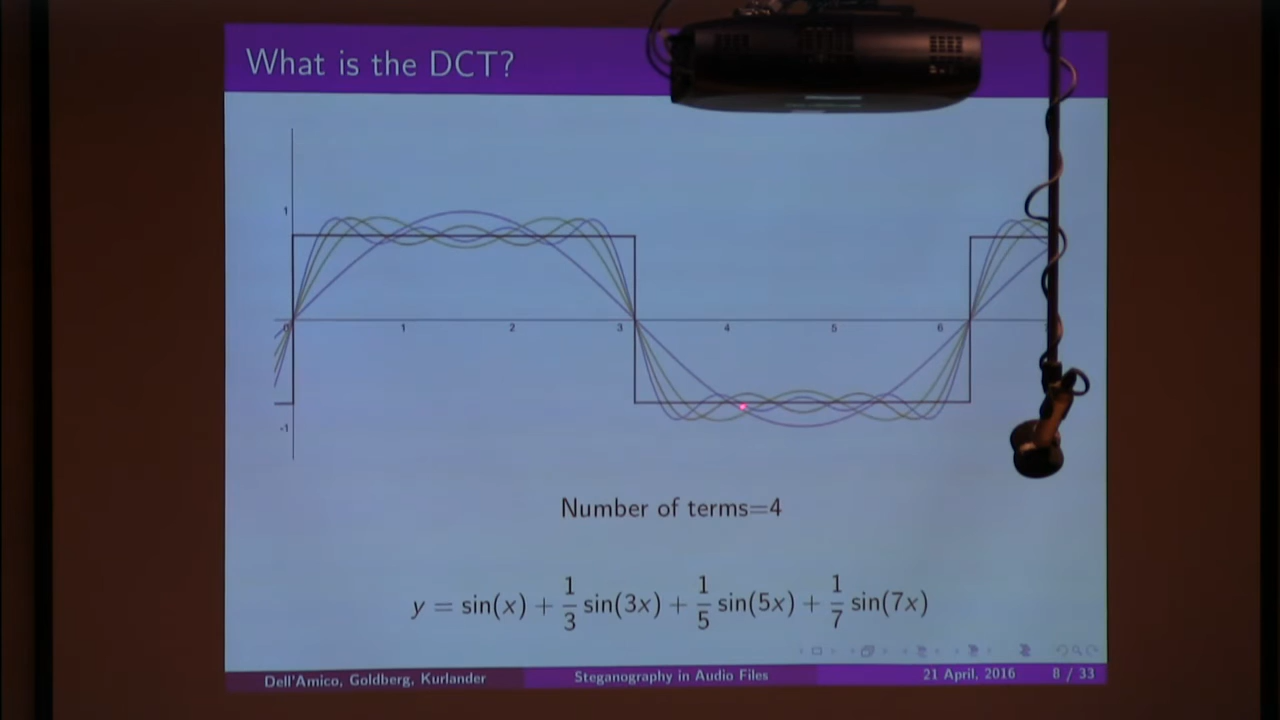 What is the DCT?
1
0 1 2 3 4 5 6
-1
Number of terms=4
y = sin(x) + 1/3 sin(3x) + 1/5 sin(5x) + 1/7 sin(7x)
Dell'Amico, Goldberg, Kurlander Steganography in Audio Files 21 April, 2016 8 / 33